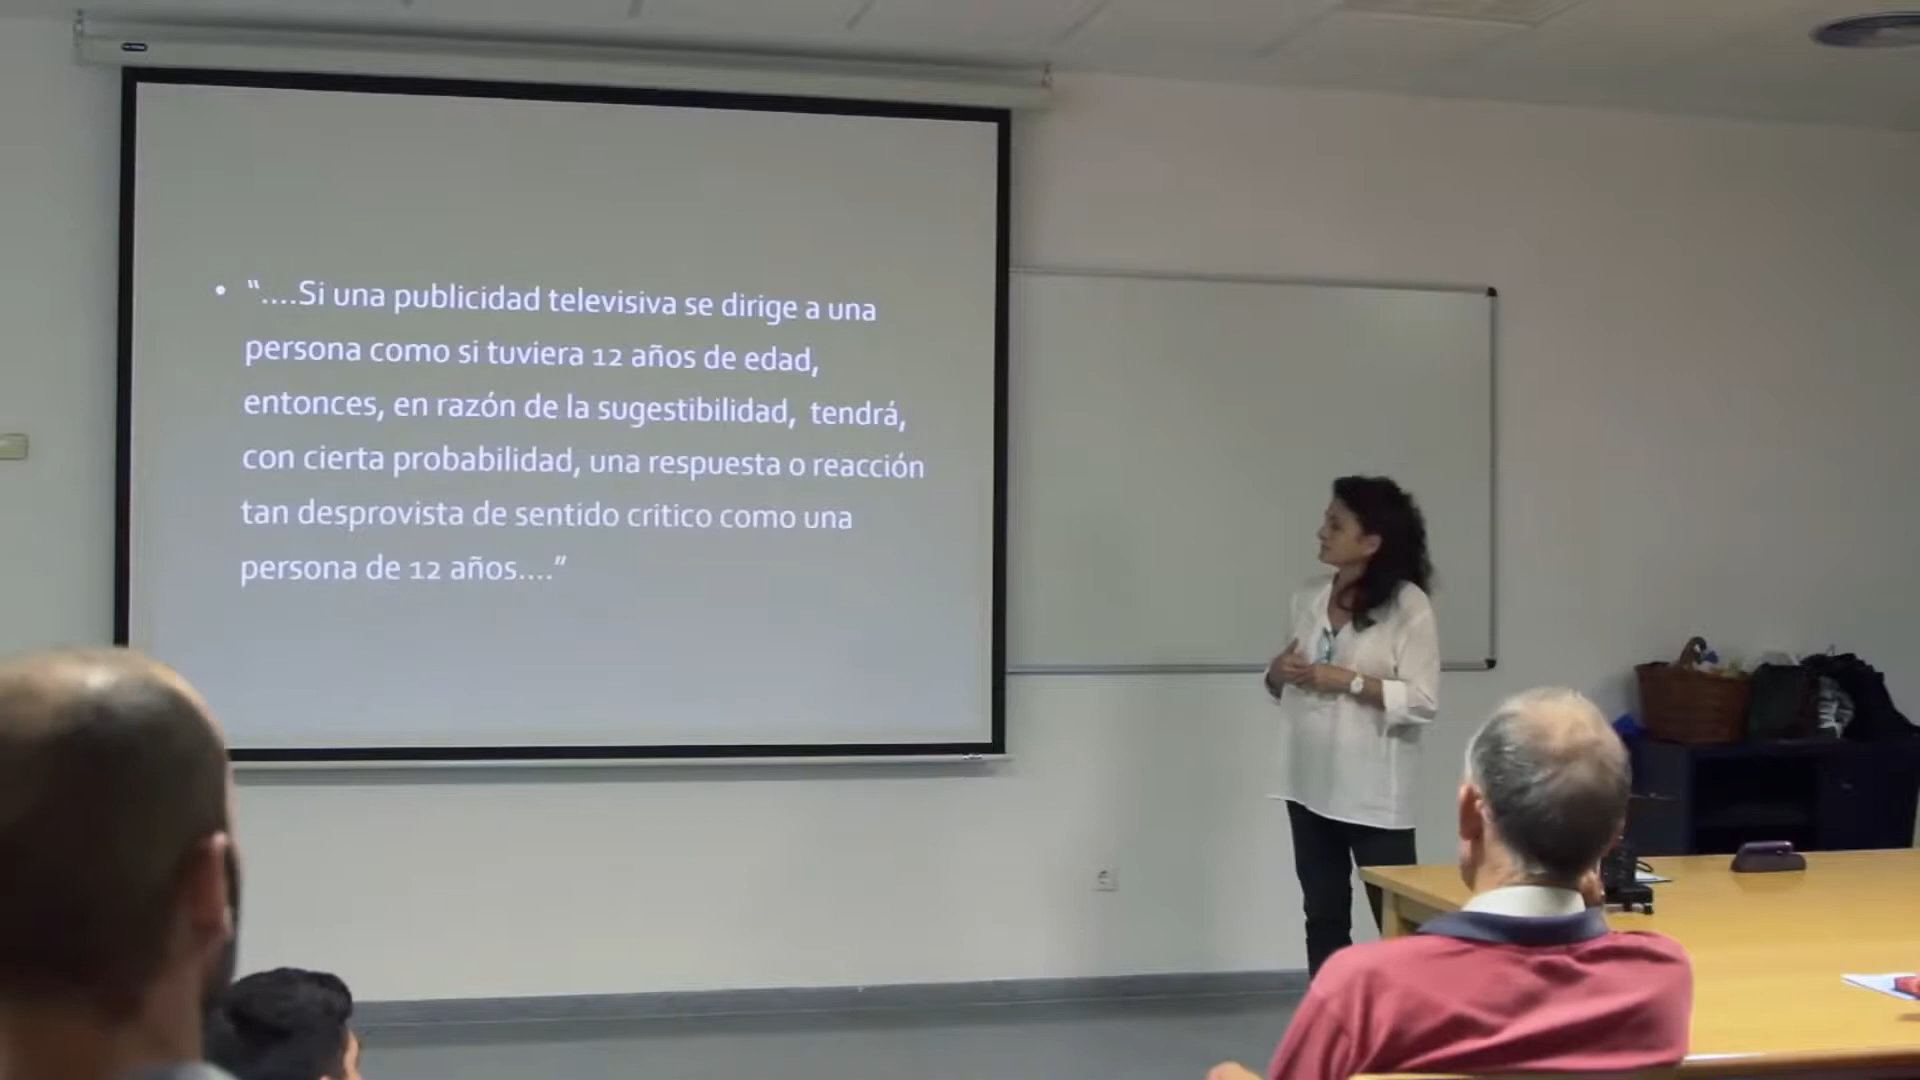 • “....Si una publicidad televisiva se dirige a una
persona como si tuviera 12 años de edad,
entonces, en razón de la sugestibilidad, tendrá,
con cierta probabilidad, una respuesta o reacción
tan desprovista de sentido critico como una
persona de 12 años....”